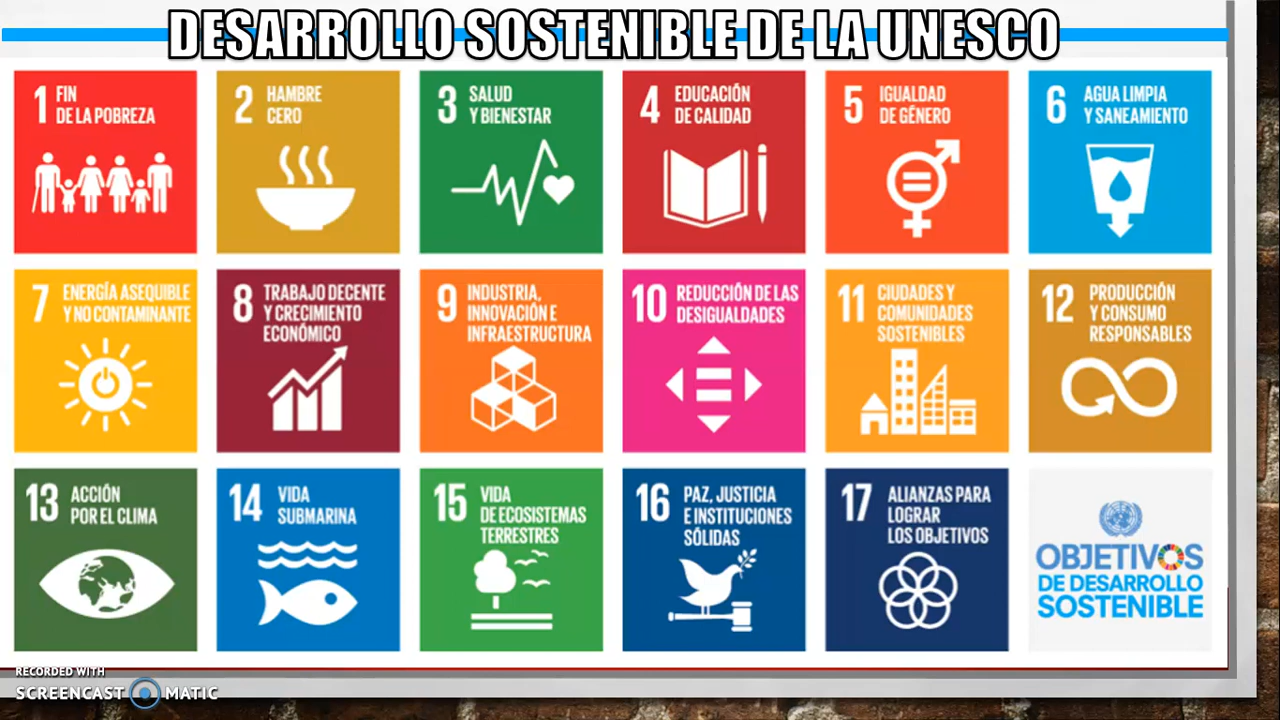 DESARROLLO SOSTENIBLE DE LA UNESCO
1 FIN
DE LA POBREZA
2 HAMBRE
CERO
3 SALUD
Y BIENESTAR
4 EDUCACIÓN
DE CALIDAD
5 IGUALDAD
DE GÉNERO
6 AGUA LIMPIA
Y SANEAMIENTO
7 ENERGÍA ASEQUIBLE
Y NO CONTAMINANTE
8 TRABAJO DECENTE
Y CRECIMIENTO
ECONÓMICO
9 INDUSTRIA,
INNOVACIÓN E
INFRAESTRUCTURA
10 REDUCCIÓN DE LAS
DESIGUALDADES
11 CIUDADES Y
COMUNIDADES
SOSTENIBLES
12 PRODUCCIÓN
Y CONSUMO
RESPONSABLES
13 ACCIÓN
POR EL CLIMA
14 VIDA
SUBMARINA
15 VIDA
DE ECOSISTEMAS
TERRESTRES
16 PAZ, JUSTICIA
E INSTITUCIONES
SÓLIDAS
17 ALIANZAS PARA
LOGRAR
LOS OBJETIVOS
OBJETIVOS
DE DESARROLLO
SOSTENIBLE
RECORDED WITH
SCREENCAST MATIC